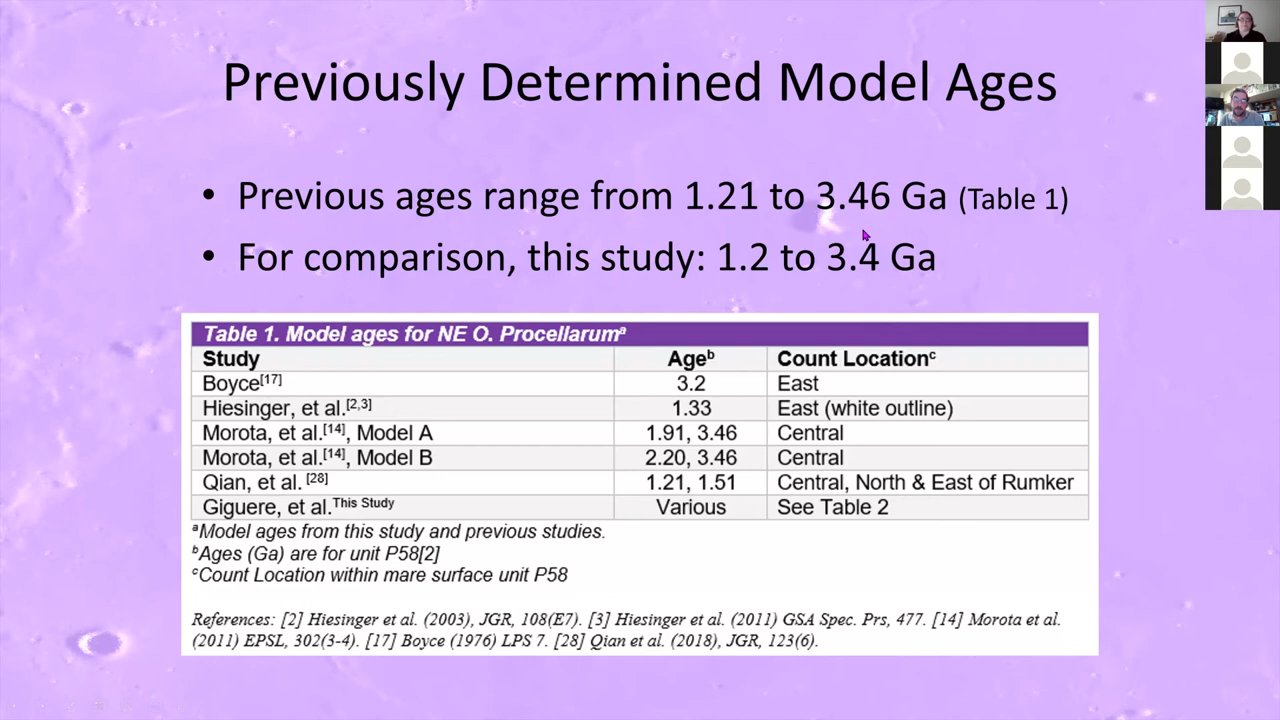 Previously Determined Model Ages
• Previous ages range from 1.21 to 3.46 Ga (Table 1)
• For comparison, this study: 1.2 to 3.4 Ga
Table 1. Model ages for NE O. Procellarumᵃ
Study Ageᵇ Count Locationᶜ
Boyce[17] 3.2 East
Hiesinger, et al.[2,3] 1.33 East (white outline)
Morota, et al.[14], Model A 1.91, 3.46 Central
Morota, et al.[14], Model B 2.20, 3.46 Central
Qian, et al. [28] 1.21, 1.51 Central, North & East of Rumker
Giguere, et al.This Study Various See Table 2
ᵃModel ages from this study and previous studies.
ᵇAges (Ga) are for unit P58[2]
ᶜCount Location within mare surface unit P58
References: [2] Hiesinger et al. (2003), JGR, 108(E7). [3] Hiesinger et al. (2011) GSA Spec. Prs, 477. [14] Morota et al.
(2011) EPSL, 302(3-4). [17] Boyce (1976) LPS 7. [28] Qian et al. (2018), JGR, 123(6).